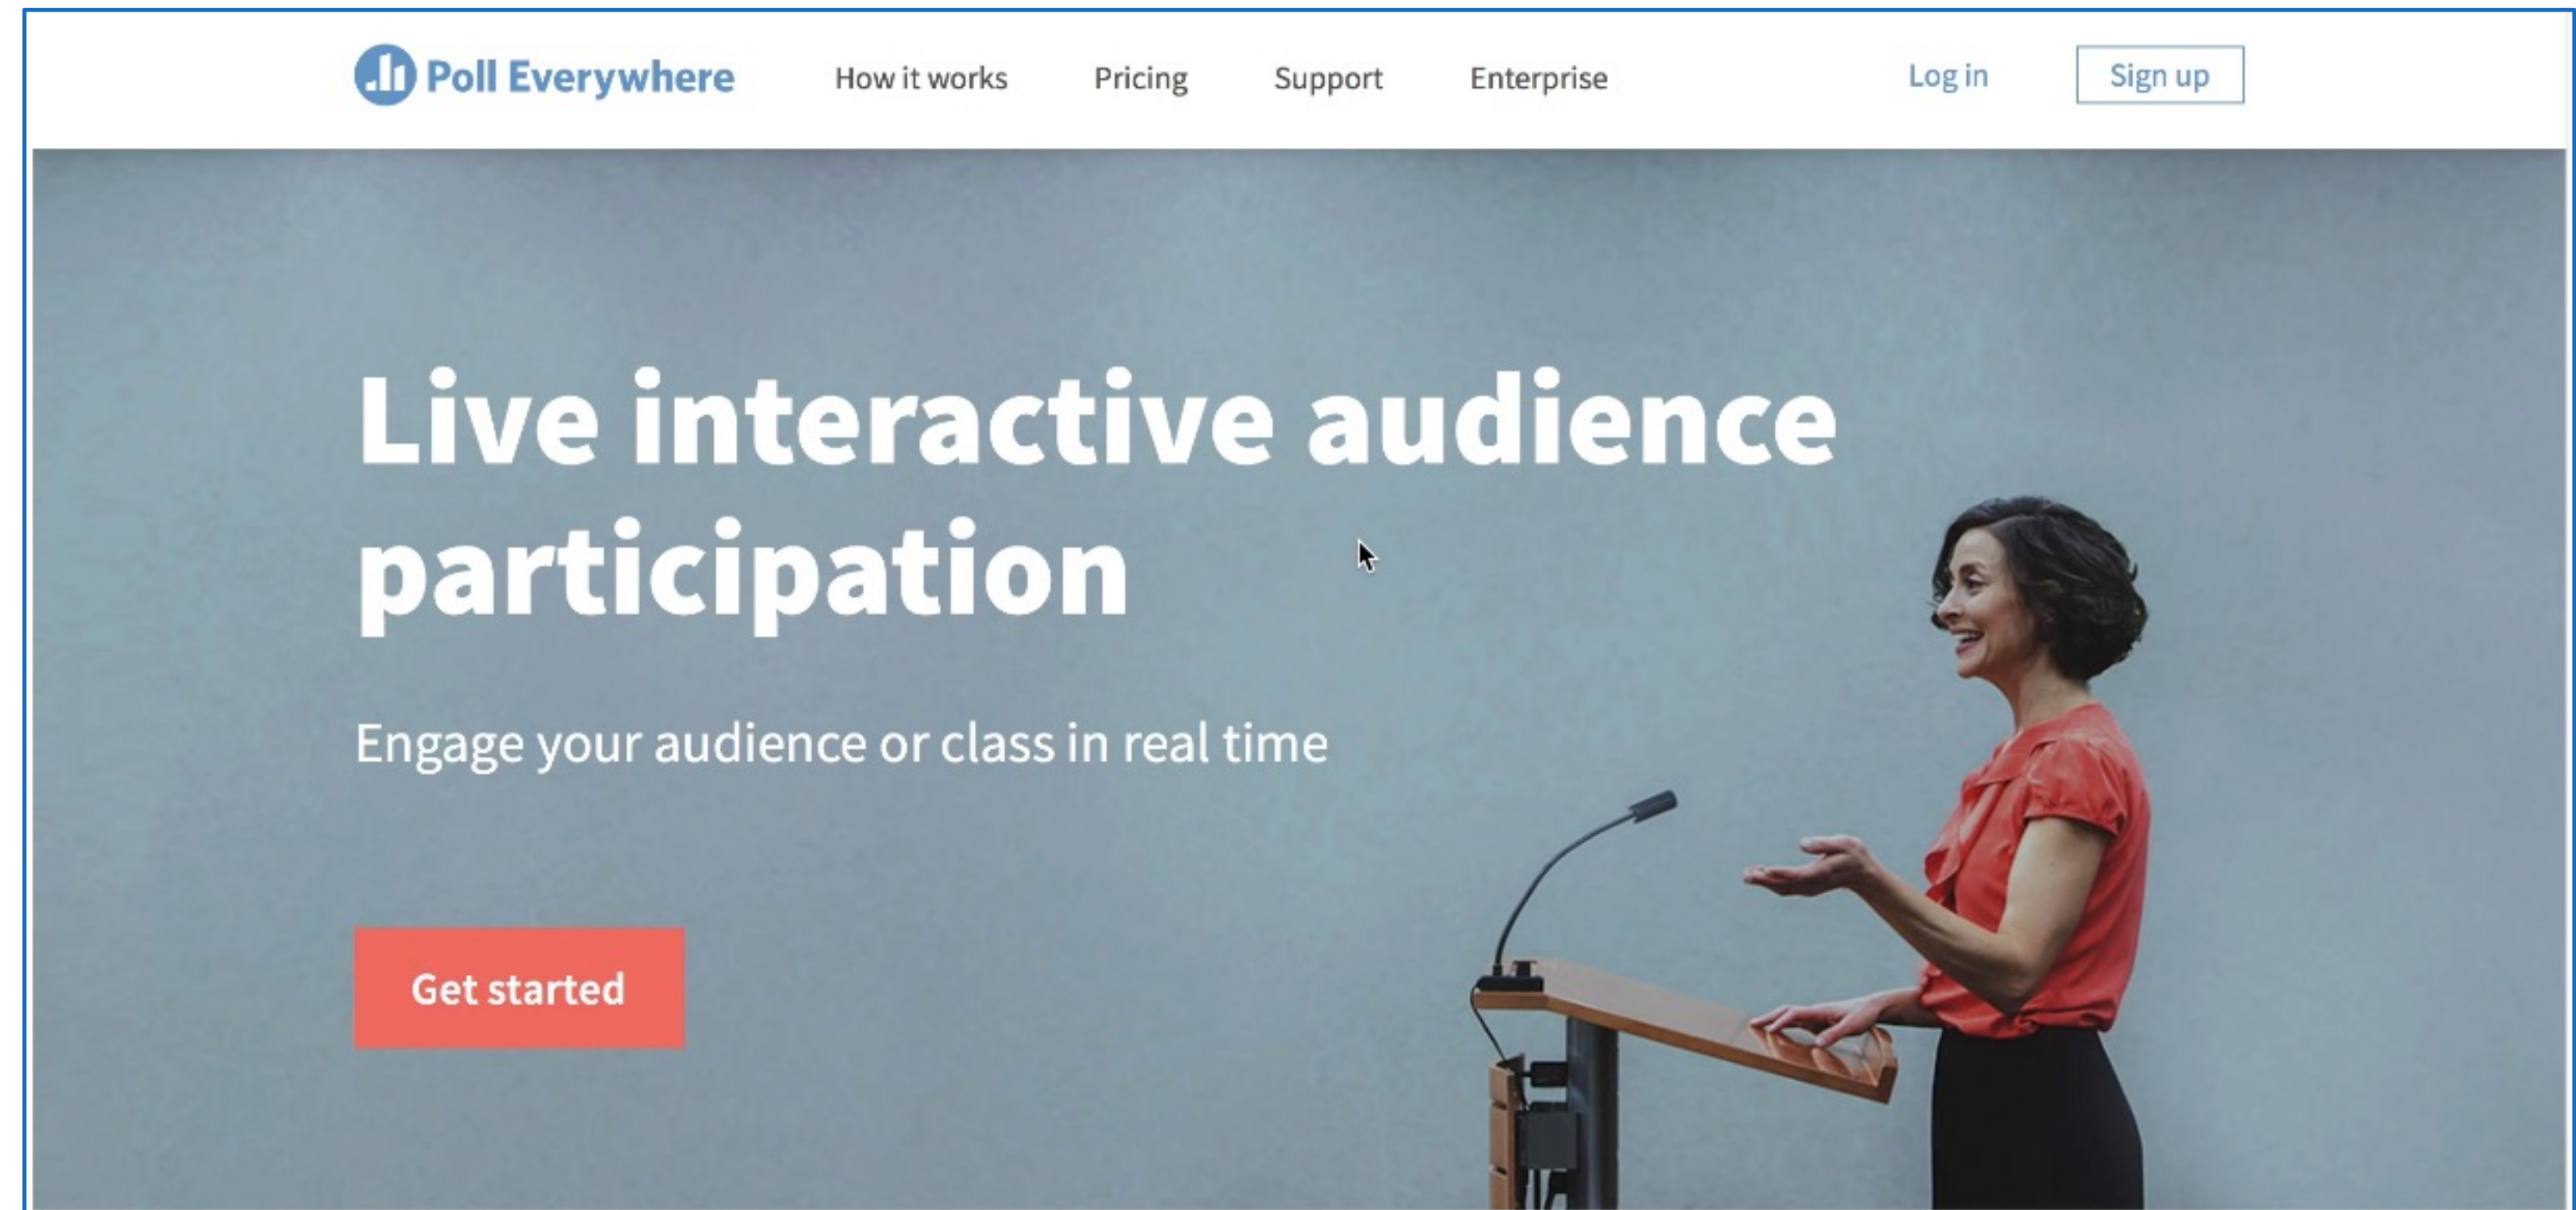 Poll Everywhere How it works Pricing Support Enterprise Log in Sign up
Live interactive audience
participation
Engage your audience or class in real time
Get started